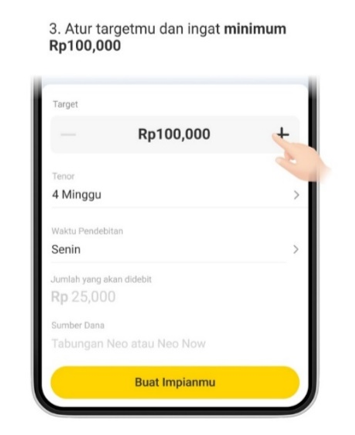 3. Atur targetmu dan ingat minimum
Rp100,000
Target
— Rp100,000 +
Tenor
4 Minggu
Waktu Pendebitan
Senin
Jumlah yang akan didebit
Rp 25,000
Sumber Dana
Tabungan Neo atau Neo Now
Buat Impianmu